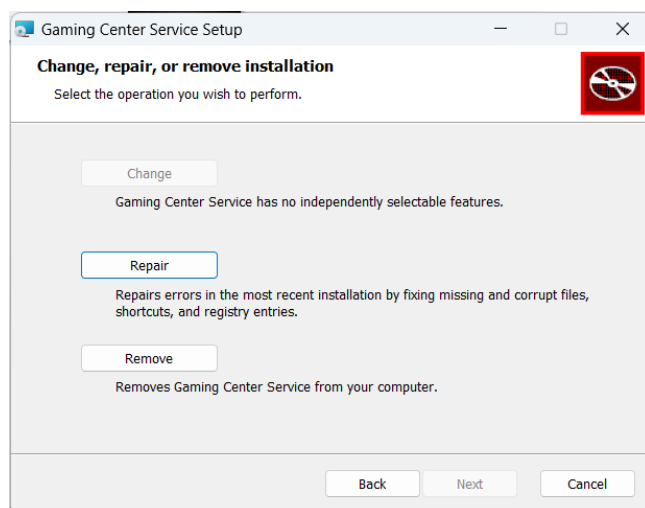 Gaming Center Service Setup
Change, repair, or remove installation
Select the operation you wish to perform.
Change
Gaming Center Service has no independently selectable features.
Repair
Repairs errors in the most recent installation by fixing missing and corrupt files,
shortcuts, and registry entries.
Remove
Removes Gaming Center Service from your computer.
Back
Next
Cancel